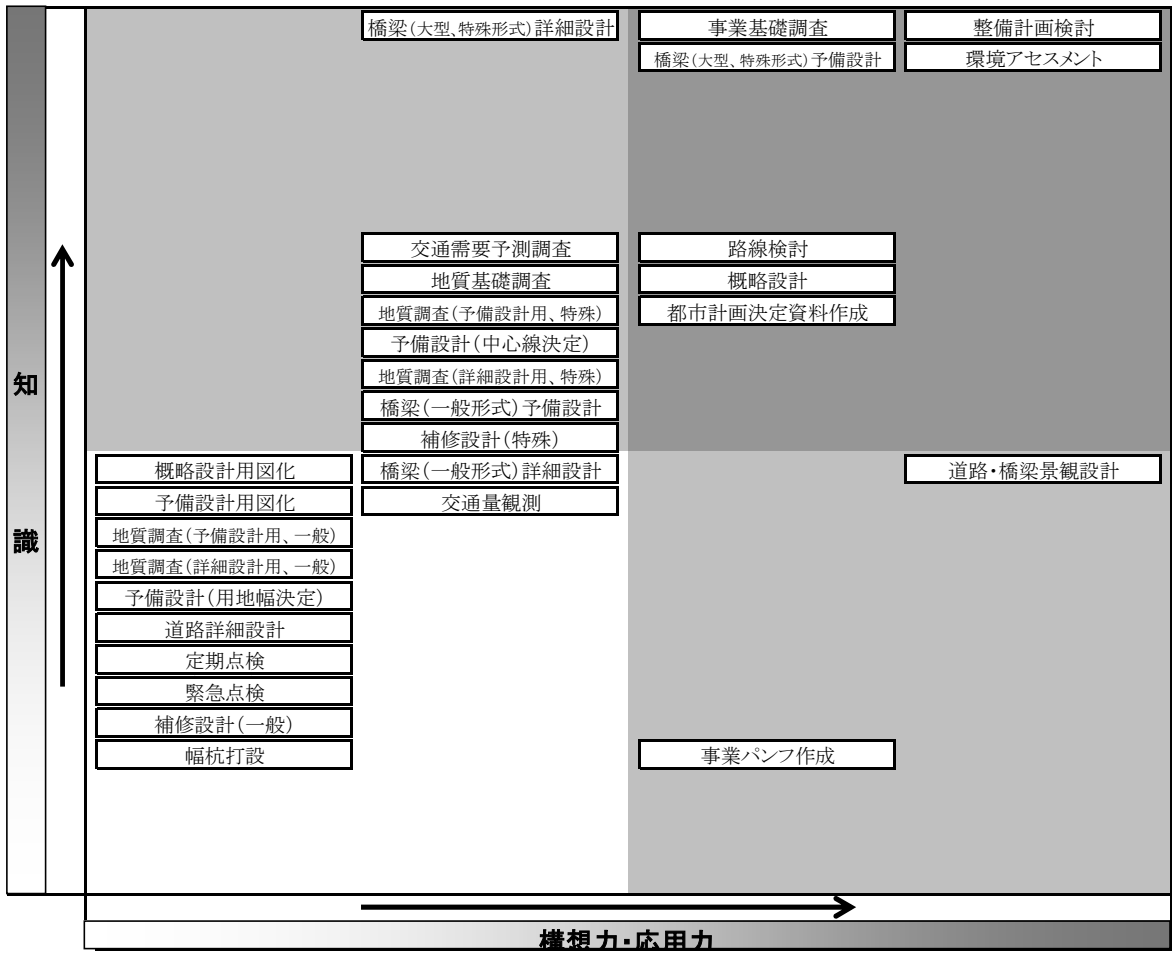 橋梁(大型、特殊形式)詳細設計
事業基礎調査
整備計画検討
橋梁(大型、特殊形式)予備設計
環境アセスメント
交通需要予測調査
路線検討
地質基礎調査
概略設計
地質調査(予備設計用、特殊)
都市計画決定資料作成
予備設計(中心線決定)
地質調査(詳細設計用、特殊)
橋梁(一般形式)予備設計
補修設計(特殊)
概略設計用図化
橋梁(一般形式)詳細設計
道路・橋梁景観設計
予備設計用図化
交通量観測
地質調査(予備設計用、一般)
地質調査(詳細設計用、一般)
予備設計(用地幅決定)
道路詳細設計
定期点検
緊急点検
補修設計(一般)
幅杭打設
事業パンフ作成
知識
構想力・応用力